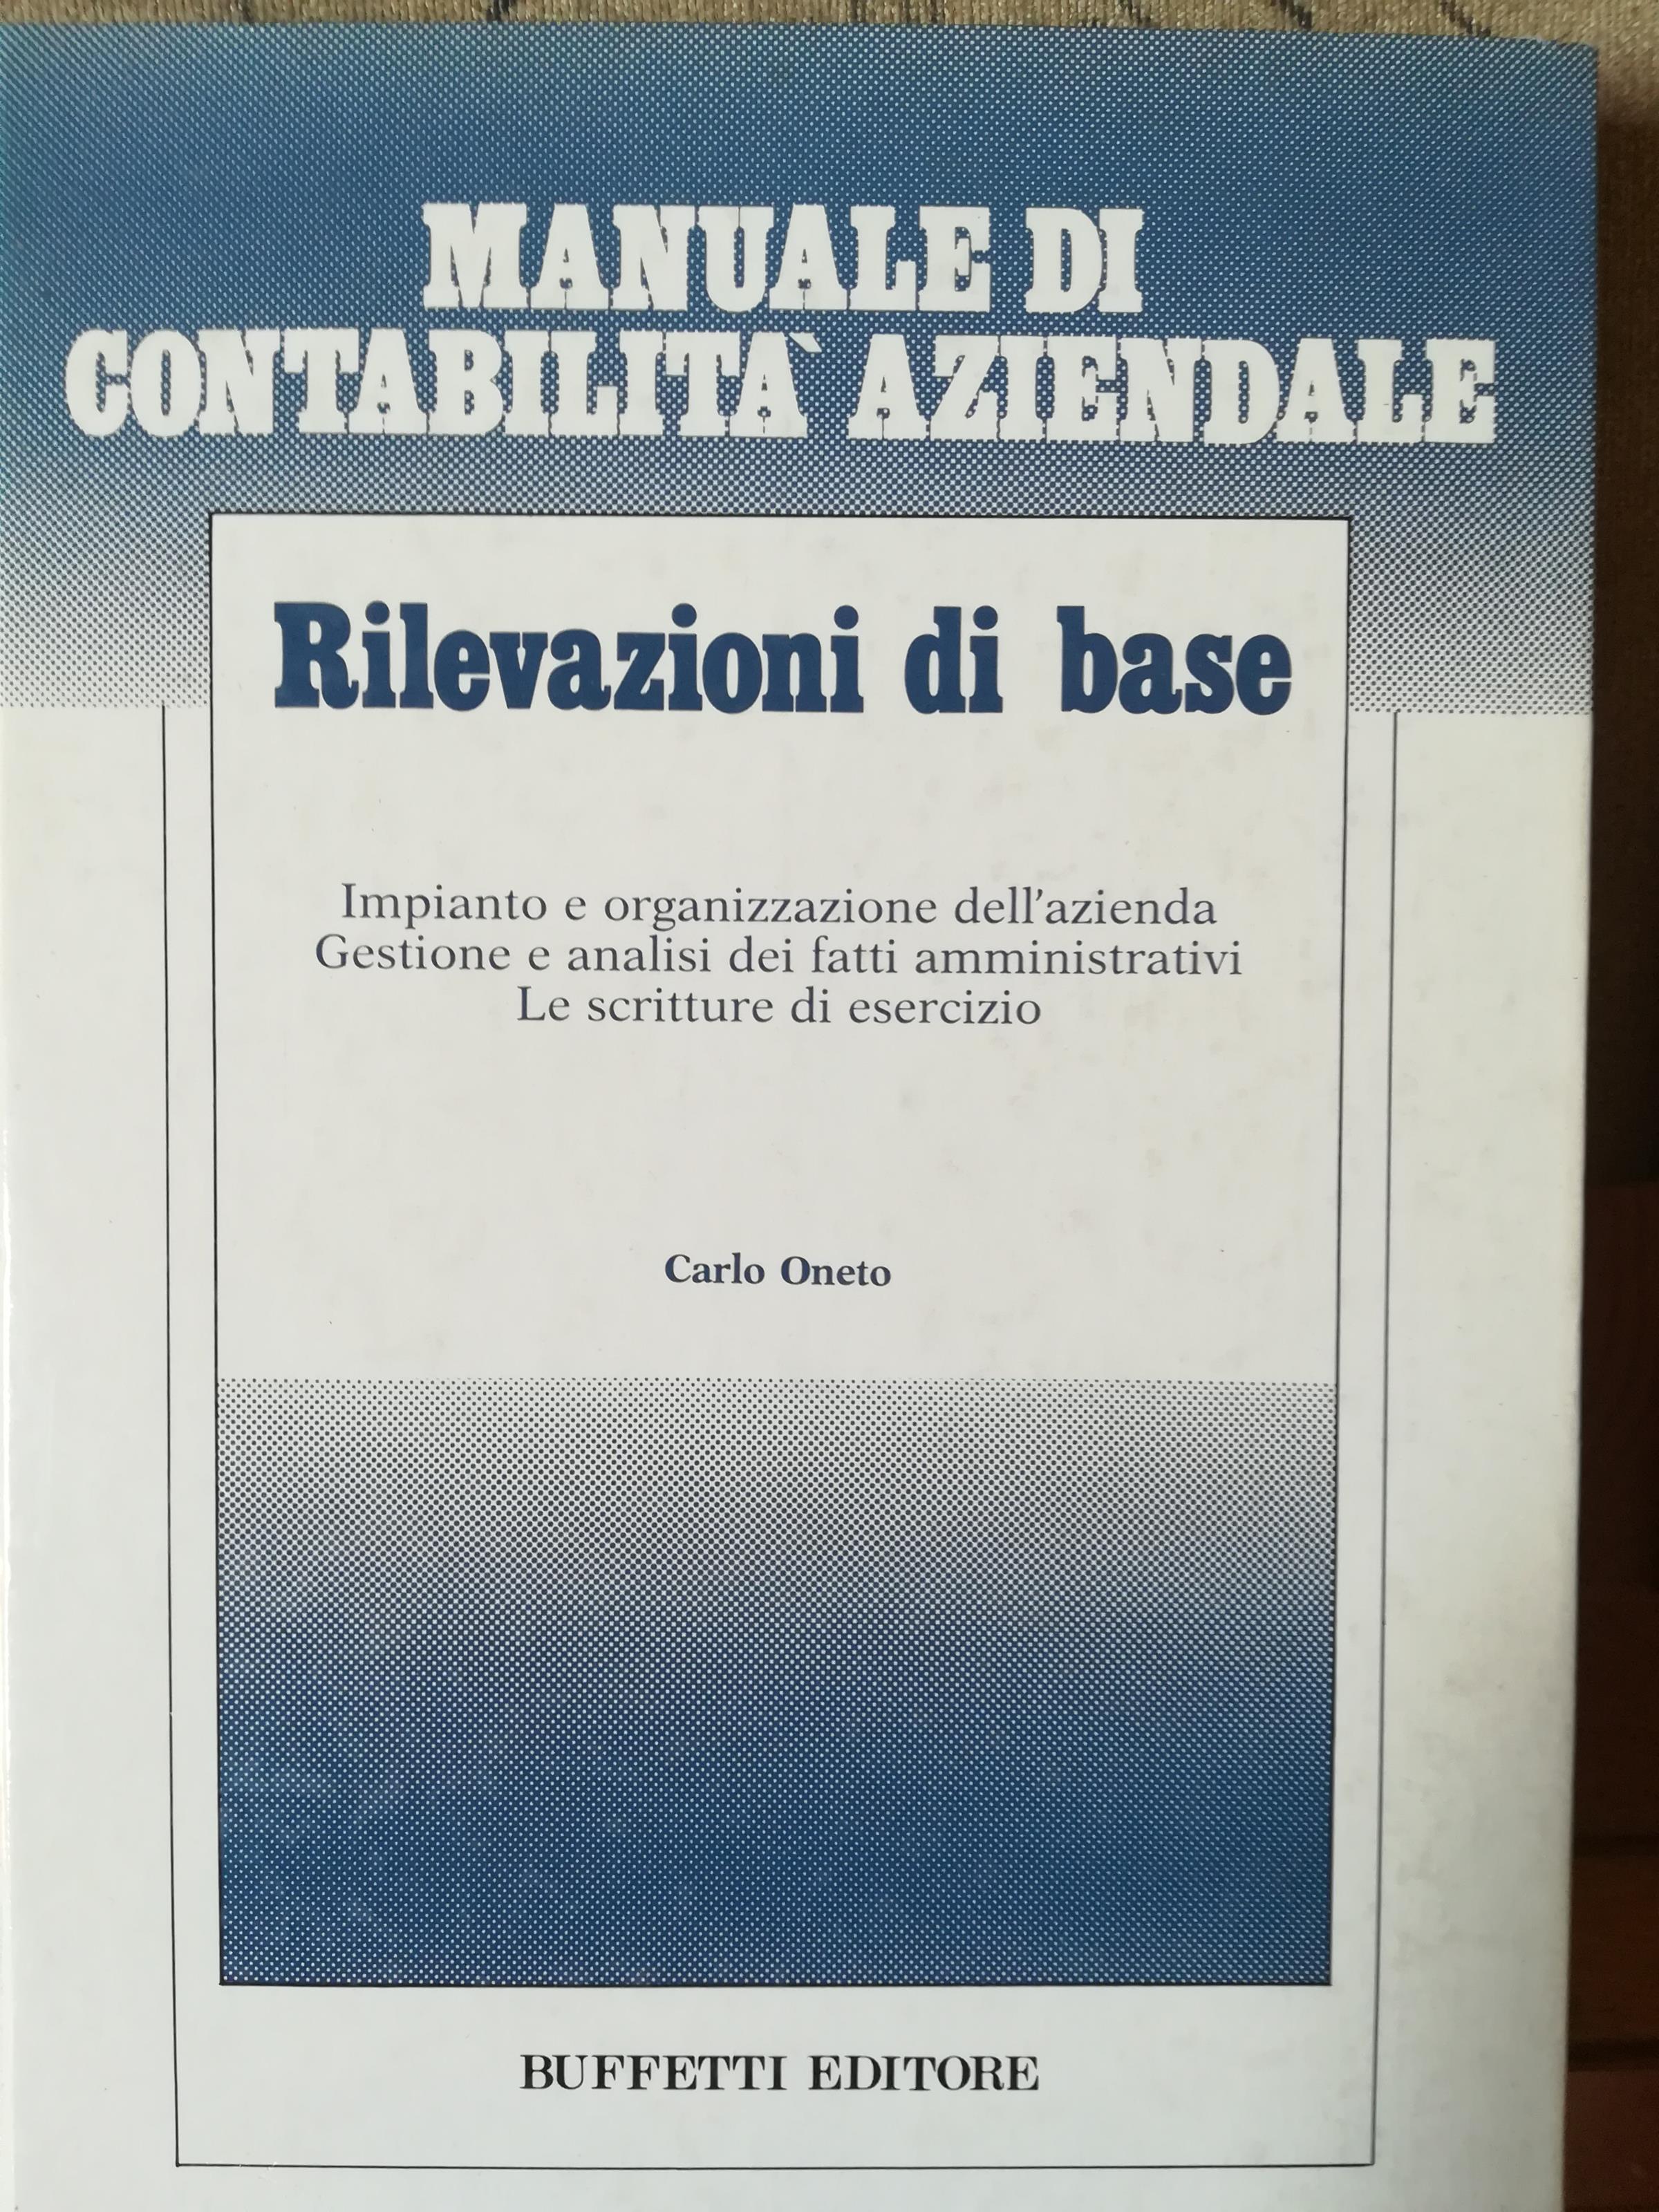 MANUALE DI
CONTABILITA` AZIENDALE
Rilevazioni di base
Impianto e organizzazione dell'azienda
Gestione e analisi dei fatti amministrativi
Le scritture di esercizio
Carlo Oneto
BUFFETTI EDITORE